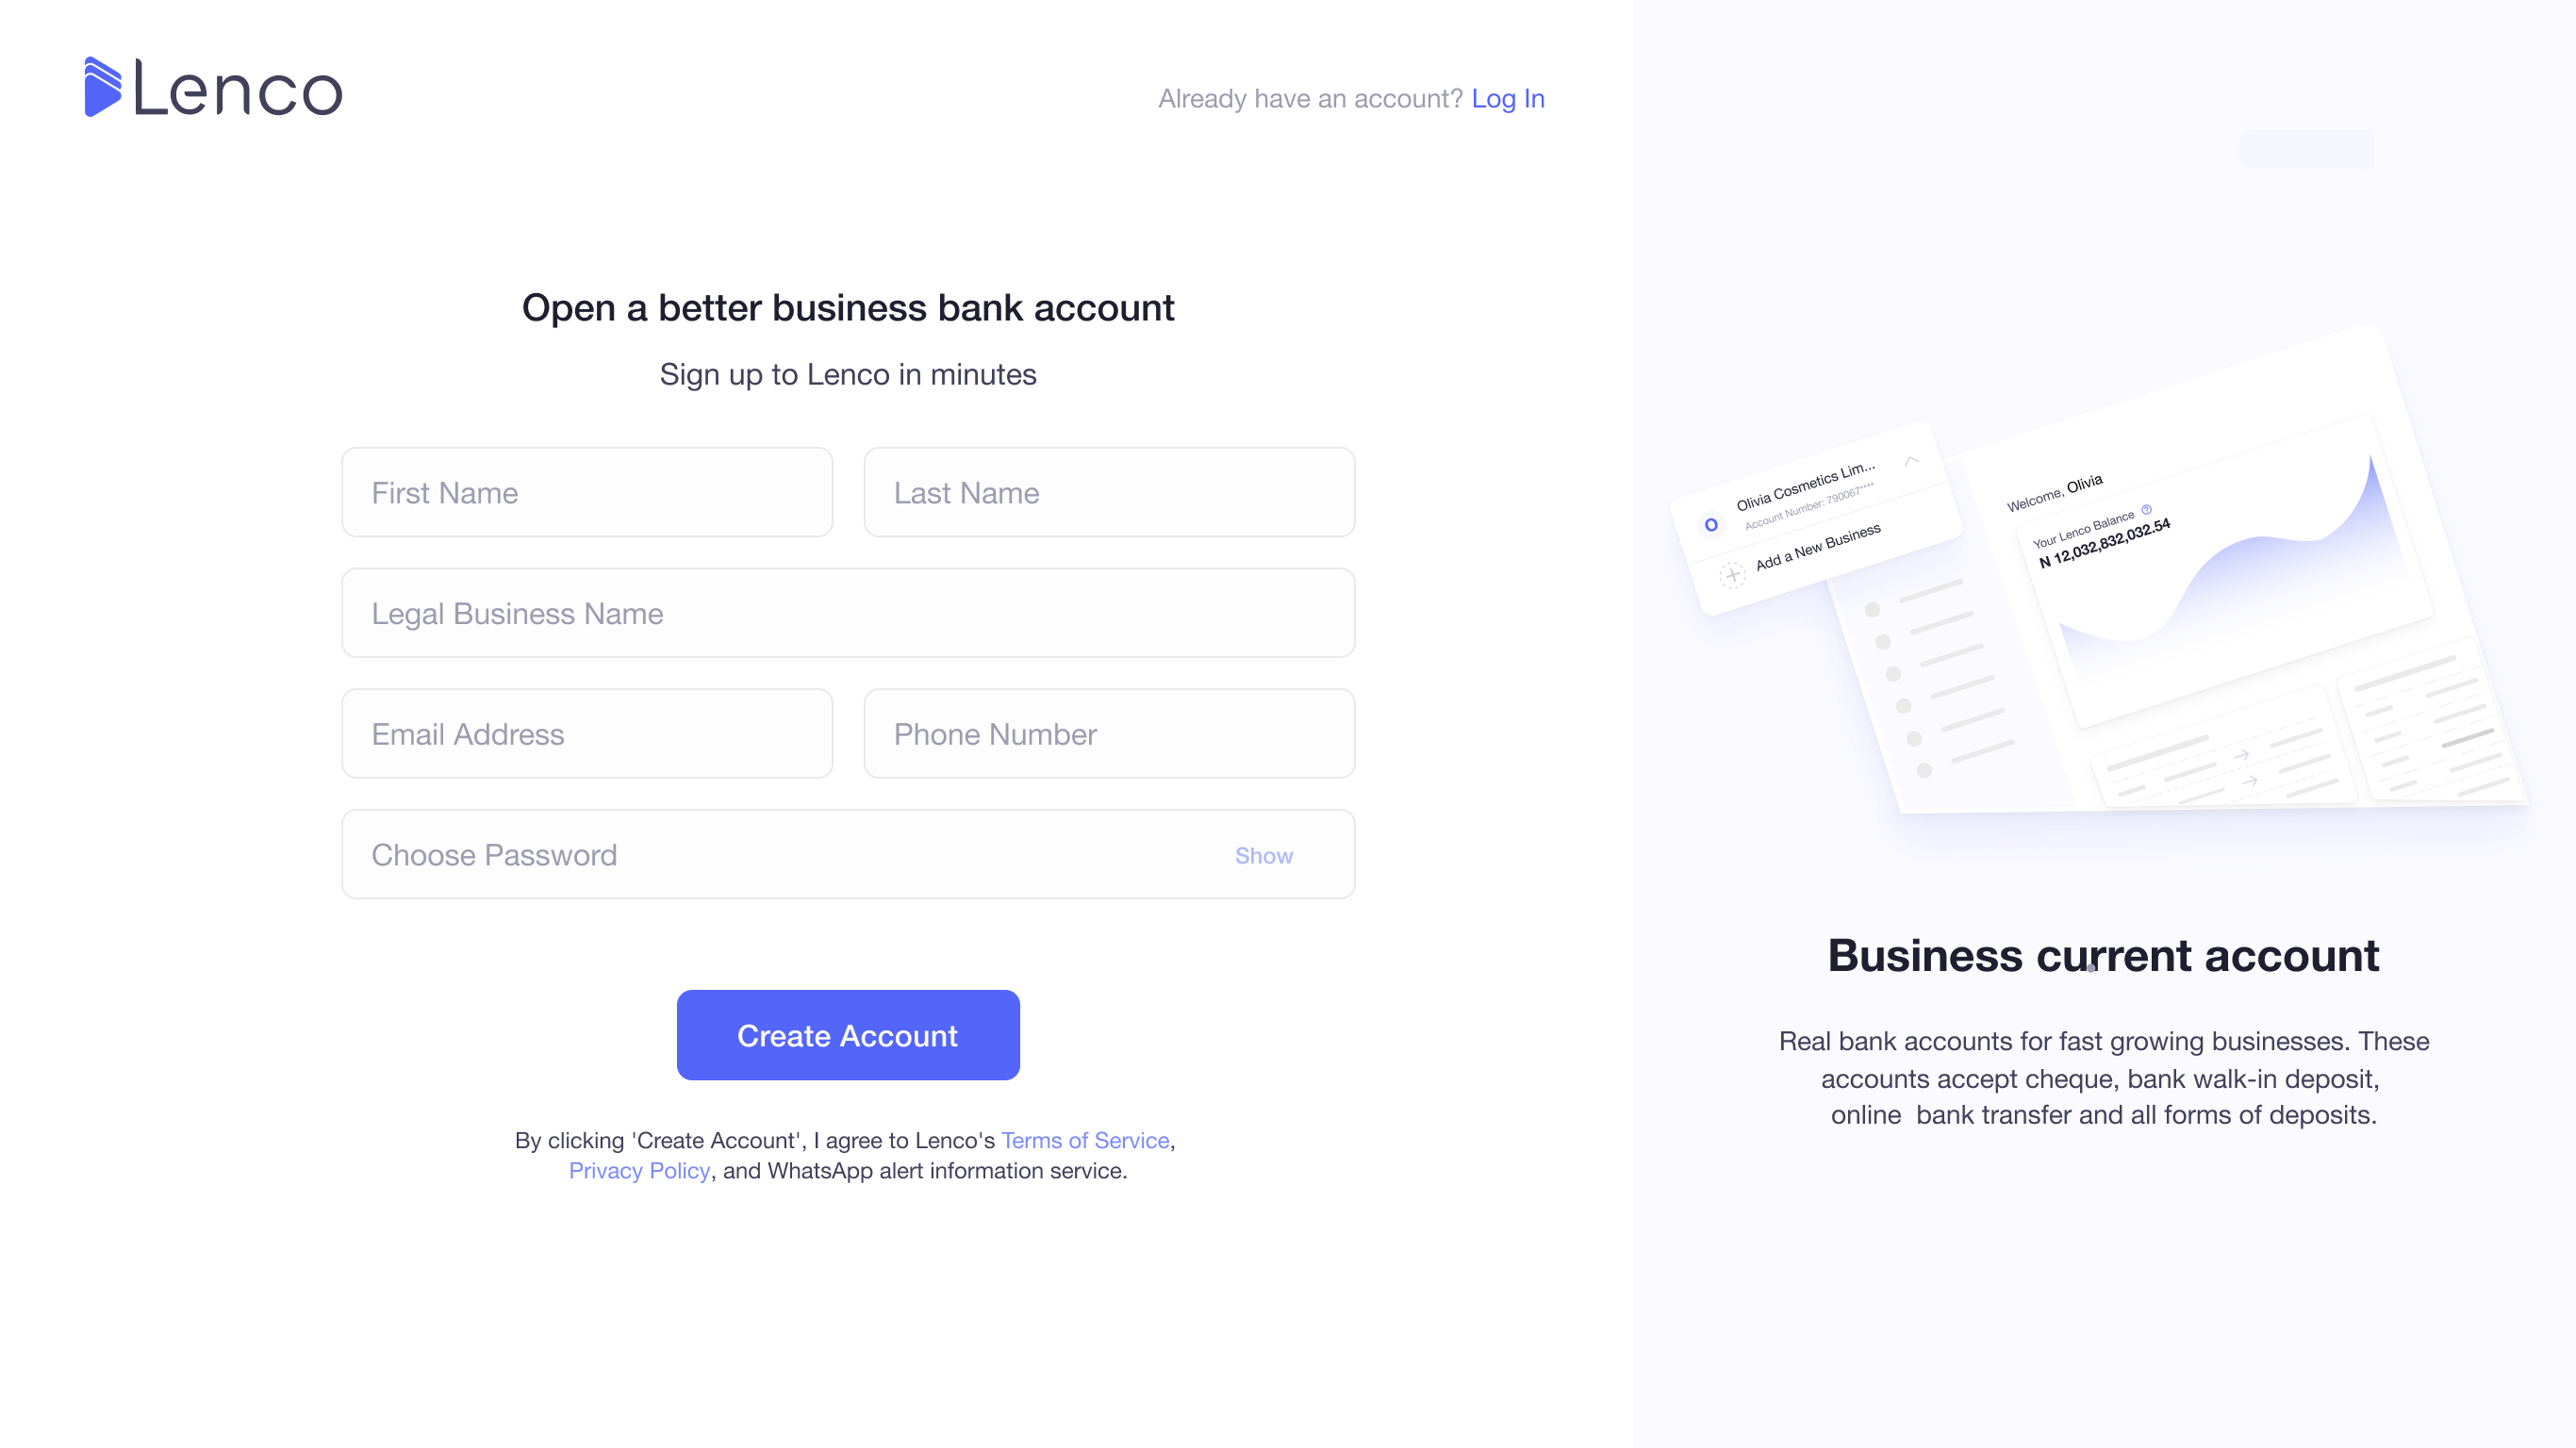 Lenco
Already have an account? Log In
Open a better business bank account
Sign up to Lenco in minutes
First Name
Last Name
Legal Business Name
Email Address
Phone Number
Choose Password
Show
Create Account
By clicking 'Create Account', I agree to Lenco's Terms of Service,
Privacy Policy, and WhatsApp alert information service.
Olivia Cosmetics Lim...
Account Number: 790067****
O
Add a New Business
Welcome, Olivia
Your Lenco Balance
N 12,032,832,032.54
Business current account
Real bank accounts for fast growing businesses. These
accounts accept cheque, bank walk-in deposit,
online  bank transfer and all forms of deposits.